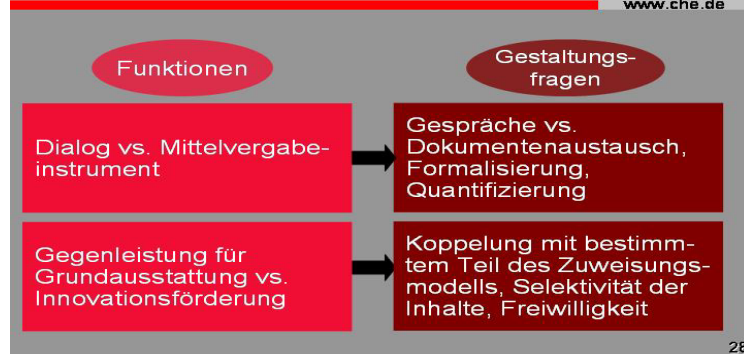 www.che.de
Funktionen
Gestaltungs-
fragen
Dialog vs. Mittelvergabe-
instrument
Gespräche vs.
Dokumentenaustausch,
Formalisierung,
Quantifizierung
Gegenleistung für
Grundausstattung vs.
Innovationsförderung
Koppelung mit bestimm-
tem Teil des Zuweisungs-
modells, Selektivität der
Inhalte, Freiwilligkeit
28